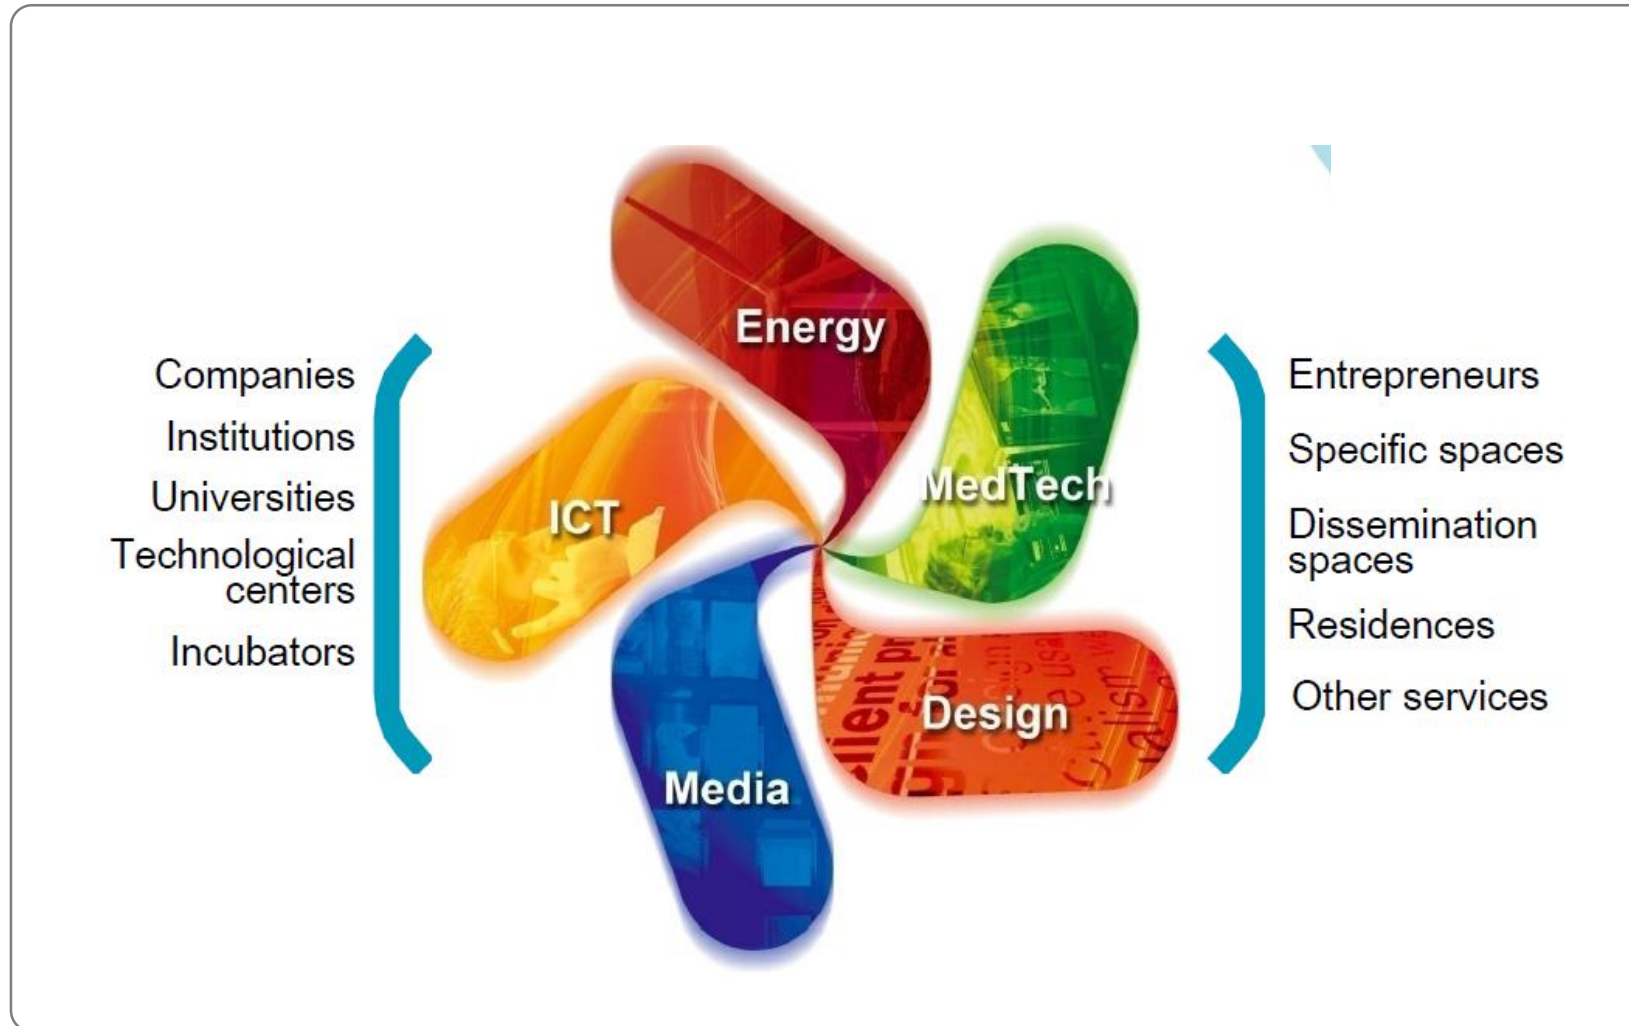 Companies
Institutions
Universities
Technological
centers
Incubators
Energy
MedTech
ICT
Design
Media
Entrepreneurs
Specific spaces
Dissemination
spaces
Residences
Other services